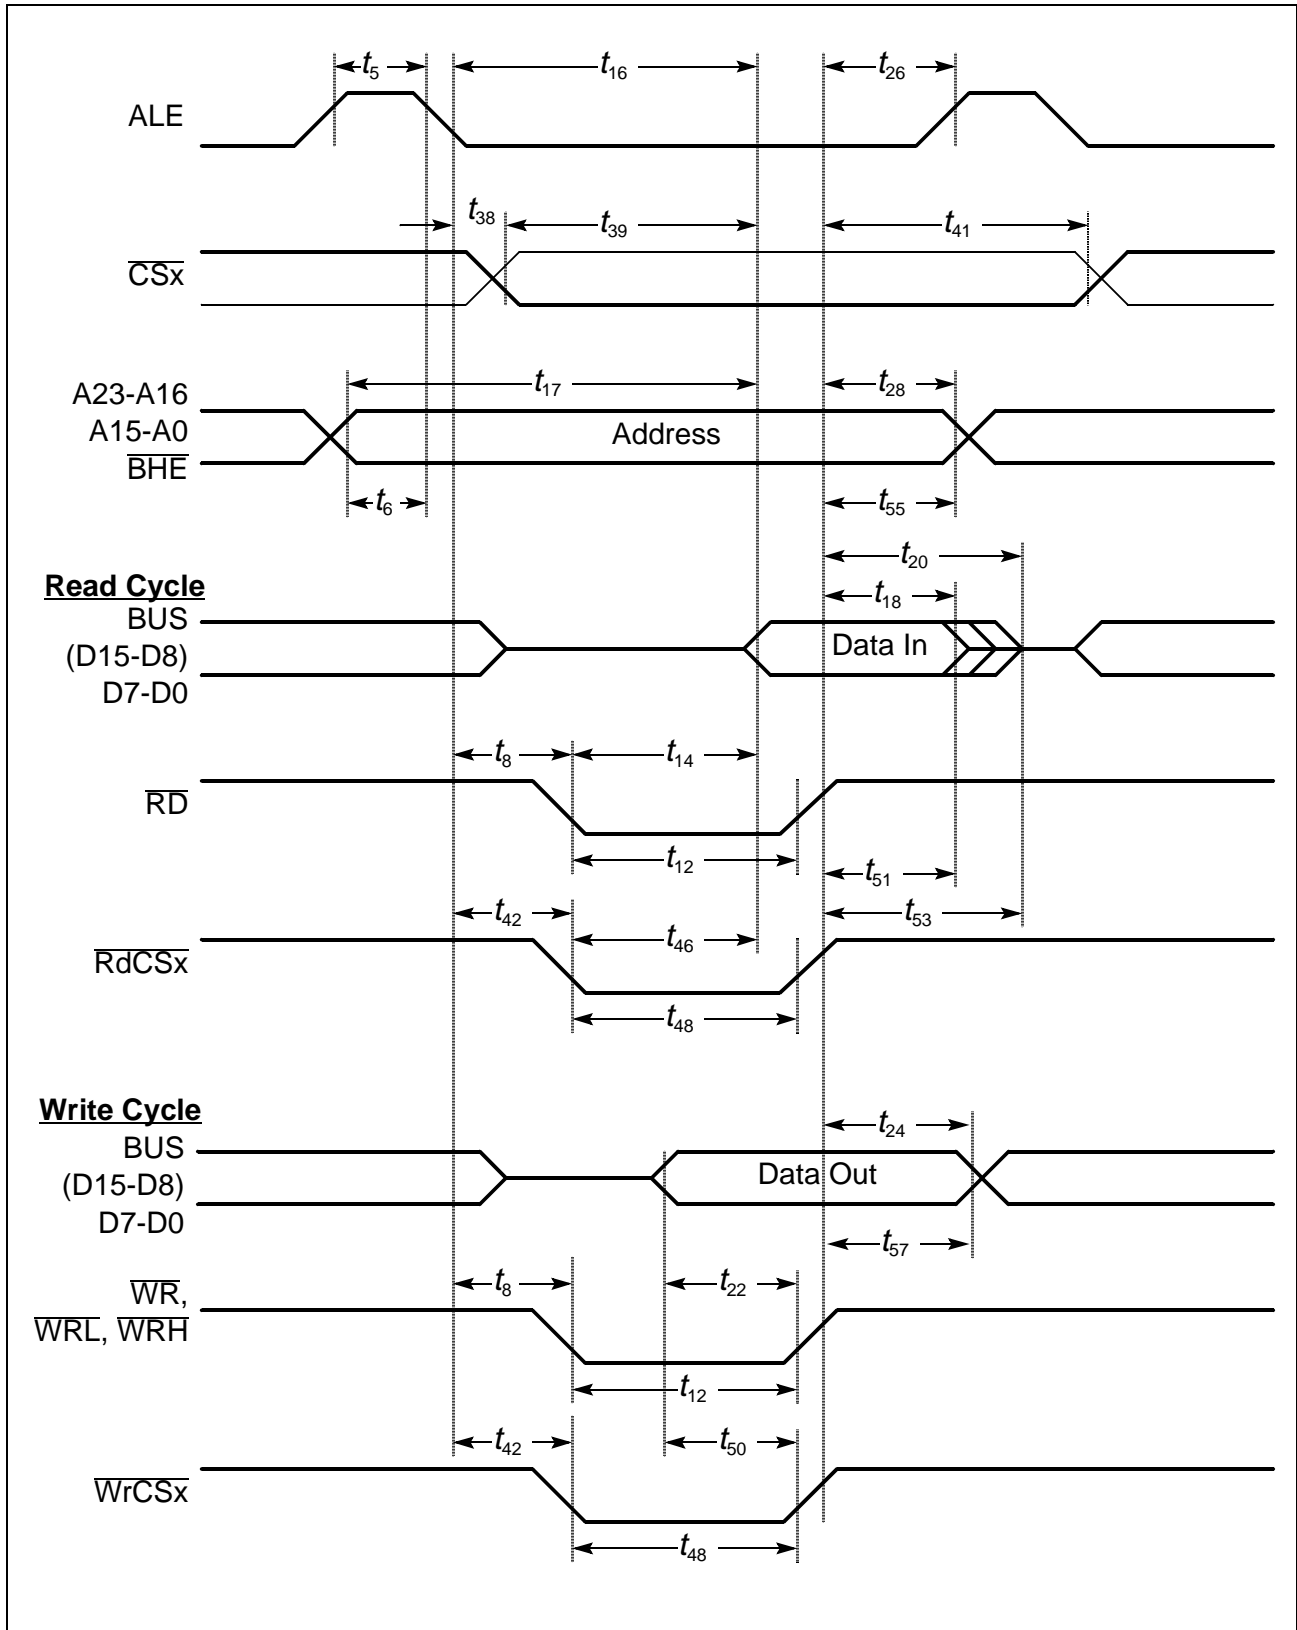 t5 t16 t26
ALE
t38 t39 t41
CSx
t17 t28
A23-A16
A15-A0
BHE
Address
t6 t55
t20
t18
Read Cycle
BUS
(D15-D8)
D7-D0
Data In
t8 t14
RD
t12
t51
t42 t53
t46
RdCSx
t48
Write Cycle
t24
BUS
(D15-D8)
D7-D0
Data Out
t57
t8 t22
WR,
WRL, WRH
t12
t42 t50
WrCSx
t48